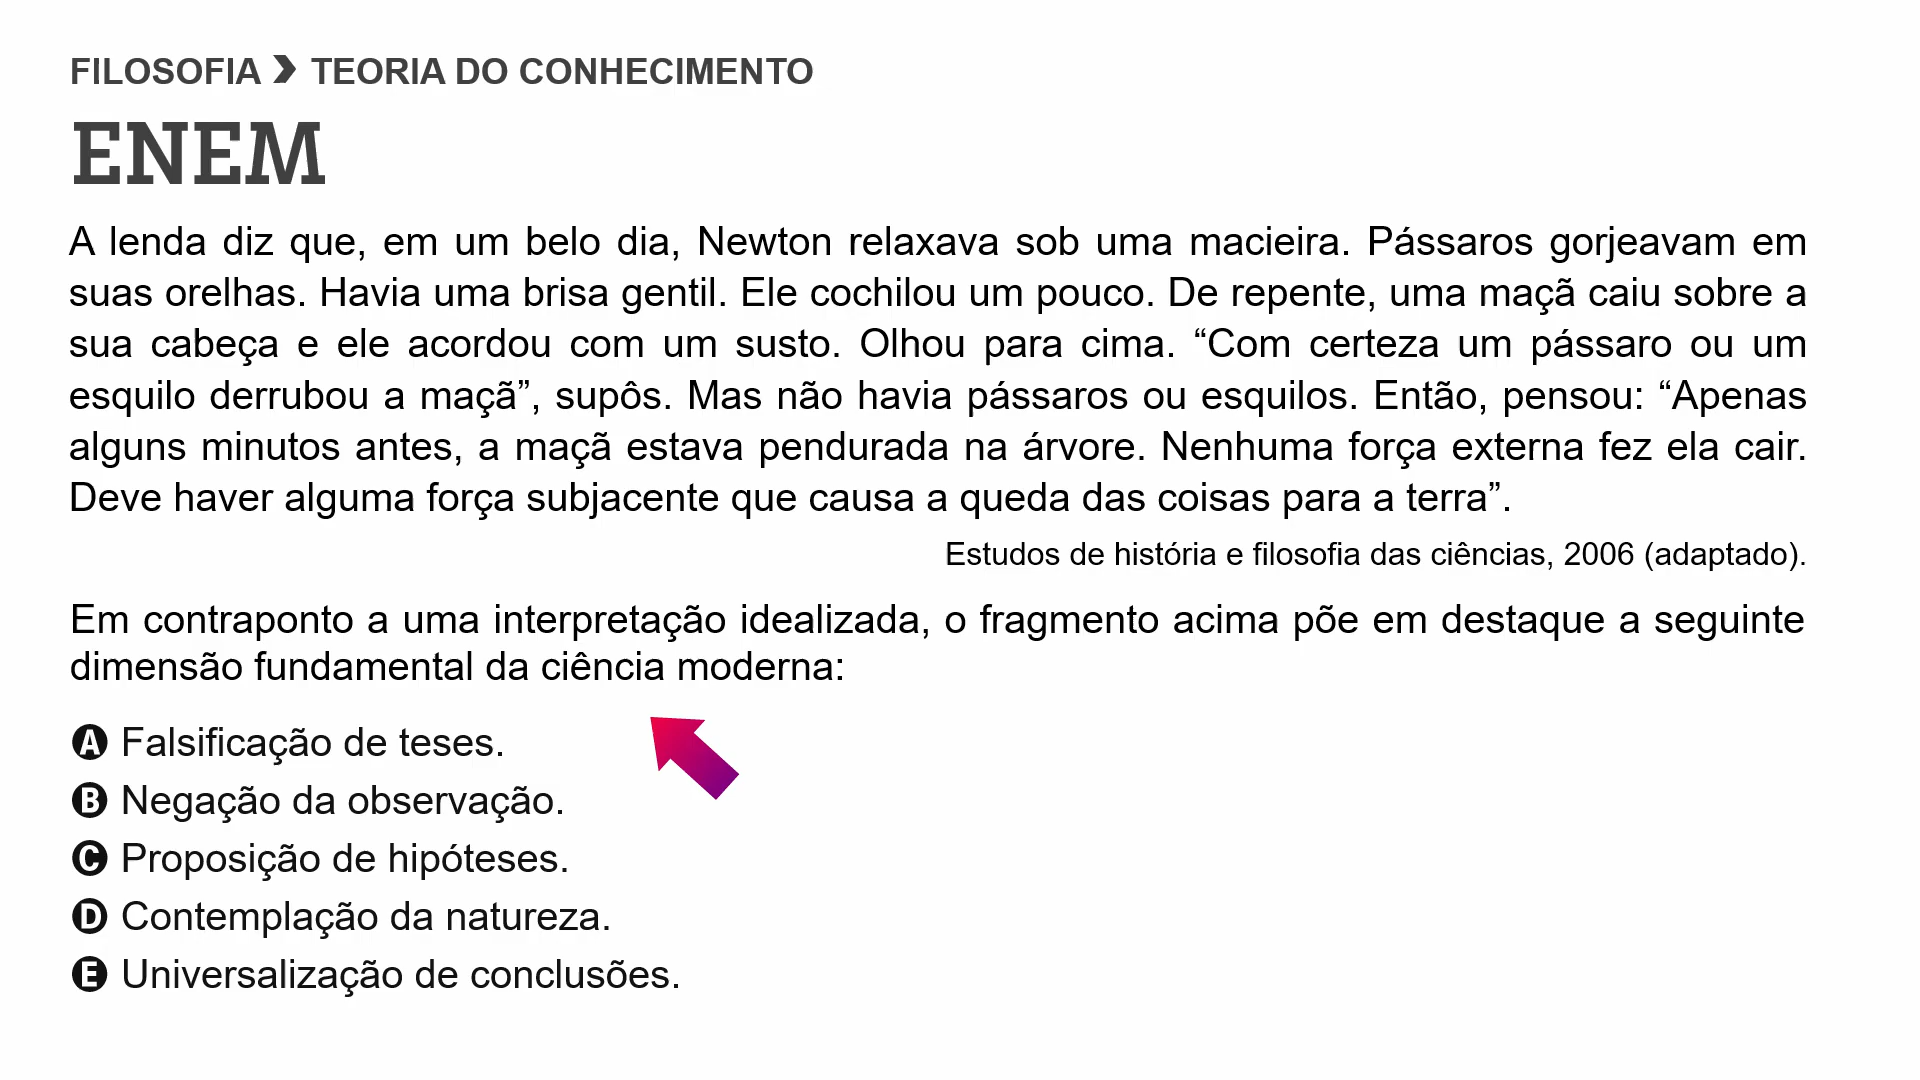 FILOSOFIA ❯ TEORIA DO CONHECIMENTO
ENEM
A lenda diz que, em um belo dia, Newton relaxava sob uma macieira. Pássaros gorjeavam em
suas orelhas. Havia uma brisa gentil. Ele cochilou um pouco. De repente, uma maçã caiu sobre a
sua cabeça e ele acordou com um susto. Olhou para cima. “Com certeza um pássaro ou um
esquilo derrubou a maçã”, supôs. Mas não havia pássaros ou esquilos. Então, pensou: “Apenas
alguns minutos antes, a maçã estava pendurada na árvore. Nenhuma força externa fez ela cair.
Deve haver alguma força subjacente que causa a queda das coisas para a terra”.
Estudos de história e filosofia das ciências, 2006 (adaptado).
Em contraponto a uma interpretação idealizada, o fragmento acima põe em destaque a seguinte
dimensão fundamental da ciência moderna:
A Falsificação de teses.
B Negação da observação.
C Proposição de hipóteses.
D Contemplação da natureza.
E Universalização de conclusões.